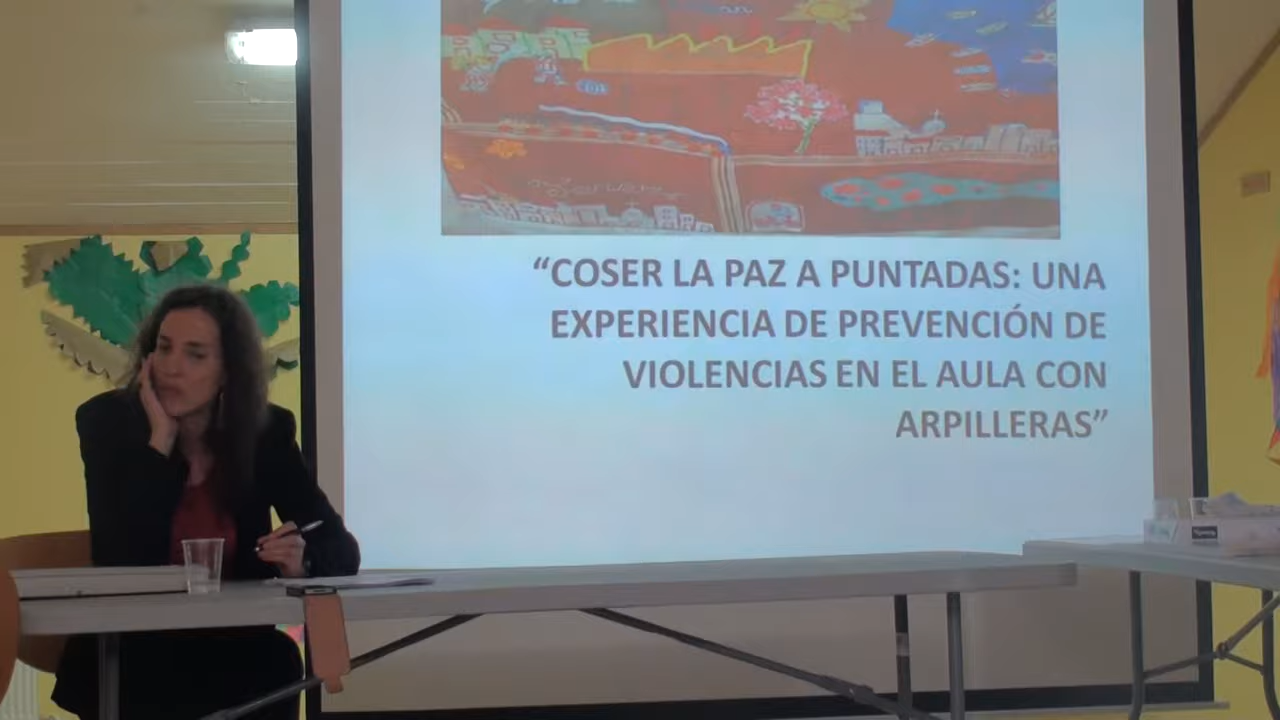 “COSER LA PAZ A PUNTADAS: UNA
EXPERIENCIA DE PREVENCIÓN DE
VIOLENCIAS EN EL AULA CON
ARPILLERAS”